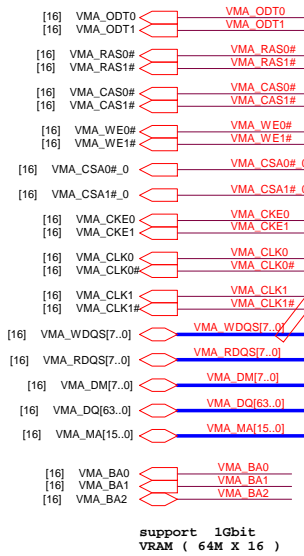 [16] VMA_ODT0 VMA_ODT0
[16] VMA_ODT1 VMA_ODT1
[16] VMA_RAS0# VMA_RAS0#
[16] VMA_RAS1# VMA_RAS1#
[16] VMA_CAS0# VMA_CAS0#
[16] VMA_CAS1# VMA_CAS1#
[16] VMA_WE0# VMA_WE0#
[16] VMA_WE1# VMA_WE1#
[16] VMA_CSA0#_0 VMA_CSA0#_0
[16] VMA_CSA1#_0 VMA_CSA1#_0
[16] VMA_CKE0 VMA_CKE0
[16] VMA_CKE1 VMA_CKE1
[16] VMA_CLK0 VMA_CLK0
[16] VMA_CLK0# VMA_CLK0#
[16] VMA_CLK1 VMA_CLK1
[16] VMA_CLK1# VMA_CLK1#
[16] VMA_WDQS[7..0] VMA_WDQS[7..0]
[16] VMA_RDQS[7..0] VMA_RDQS[7..0]
[16] VMA_DM[7..0] VMA_DM[7..0]
[16] VMA_DQ[63..0] VMA_DQ[63..0]
[16] VMA_MA[15..0] VMA_MA[15..0]
[16] VMA_BA0 VMA_BA0
[16] VMA_BA1 VMA_BA1
[16] VMA_BA2 VMA_BA2
support 1Gbit
VRAM ( 64M X 16 )